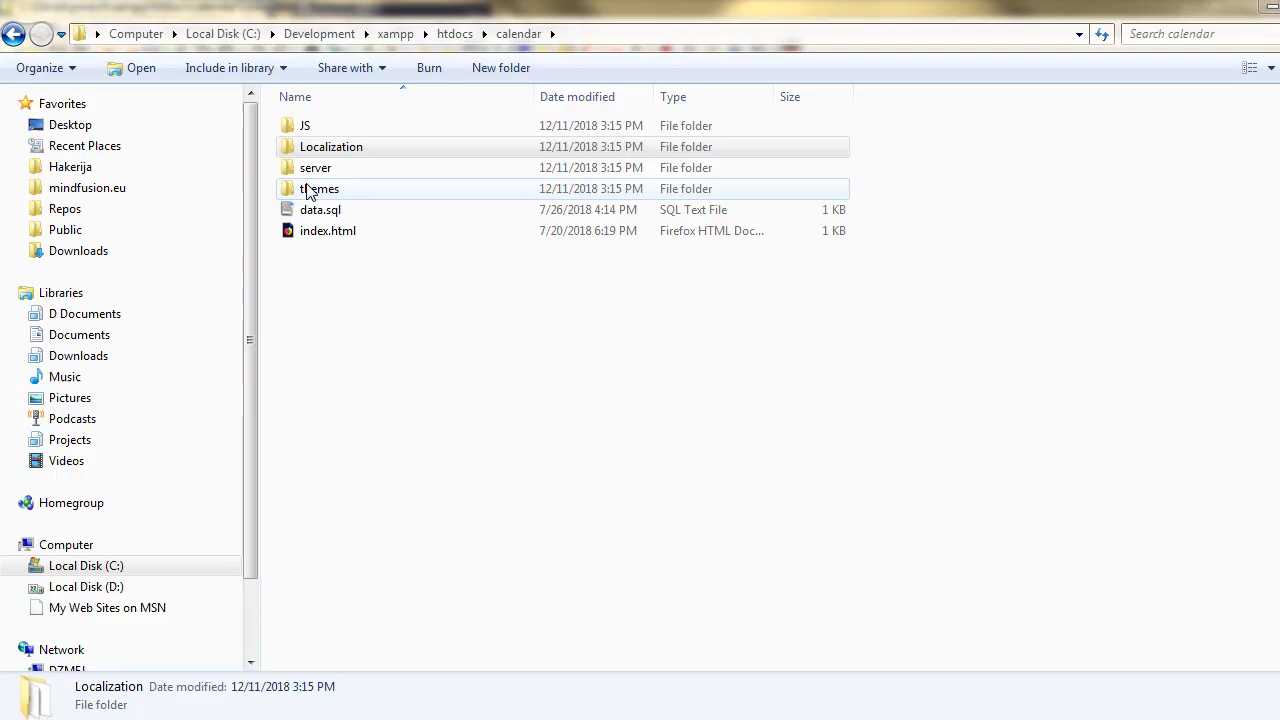 Computer Local Disk (C:) Development xampp htdocs calendar Search calendar
Organize Open Include in library Share with Burn New folder
Name Date modified Type Size
Favorites
Desktop
Recent Places
Hakerija
mindfusion.eu
Repos
Public
Downloads
Libraries
D Documents
Documents
Downloads
Music
Pictures
Podcasts
Projects
Videos
Homegroup
Computer
Local Disk (C:)
Local Disk (D:)
My Web Sites on MSN
Network
JS 12/11/2018 3:15 PM File folder
Localization 12/11/2018 3:15 PM File folder
server 12/11/2018 3:15 PM File folder
themes 12/11/2018 3:15 PM File folder
data.sql 7/26/2018 4:14 PM SQL Text File 1 KB
index.html 7/20/2018 6:19 PM Firefox HTML Doc... 1 KB
Localization Date modified: 12/11/2018 3:15 PM
File folder